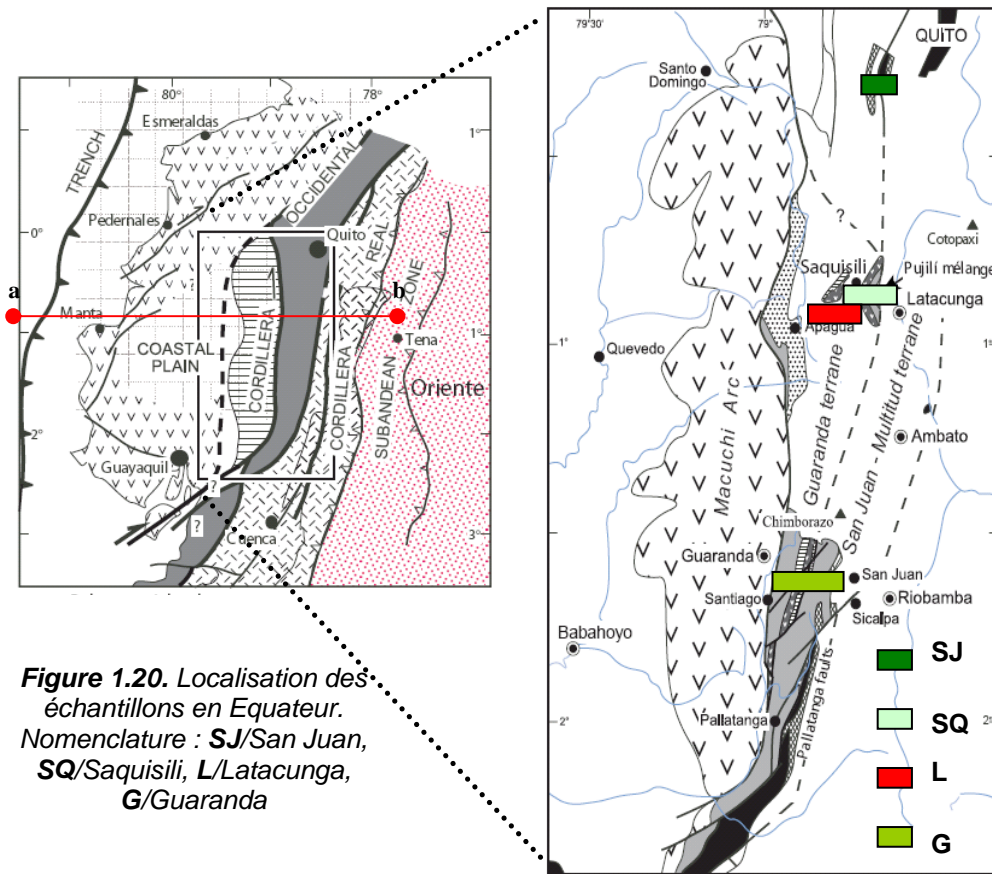 80°
78°
Esmeraldas
1°
TRENCH
OCCIDENTAL
Pedernales
0°
Quito
REAL
a
b
ZONE
Manta
1°
Tena
COASTAL
PLAIN
CORDILLERA
CORDILLERA
SUBANDEAN
Oriente
2°
Guayaquil
?
?
Cuenca
3°
Figure 1.20. Localisation des
échantillons en Equateur.
Nomenclature : SJ/San Juan,
SQ/Saquisili, L/Latacunga,
G/Guaranda
79°30'
79°
QUITO
Santo
Domingo
?
Cotopaxi
Saquisili
Pujilí mélange
Latacunga
Apagua
1°
Quevedo
Macuchi Arc
Guaranda terrane
San Juan - Multitud terrane
Ambato
Chimborazo
Guaranda
San Juan
Santiago
Riobamba
Sicalpa
Babahoyo
SJ
Pallatanga
Pallatanga faults
2°
SQ
L
G